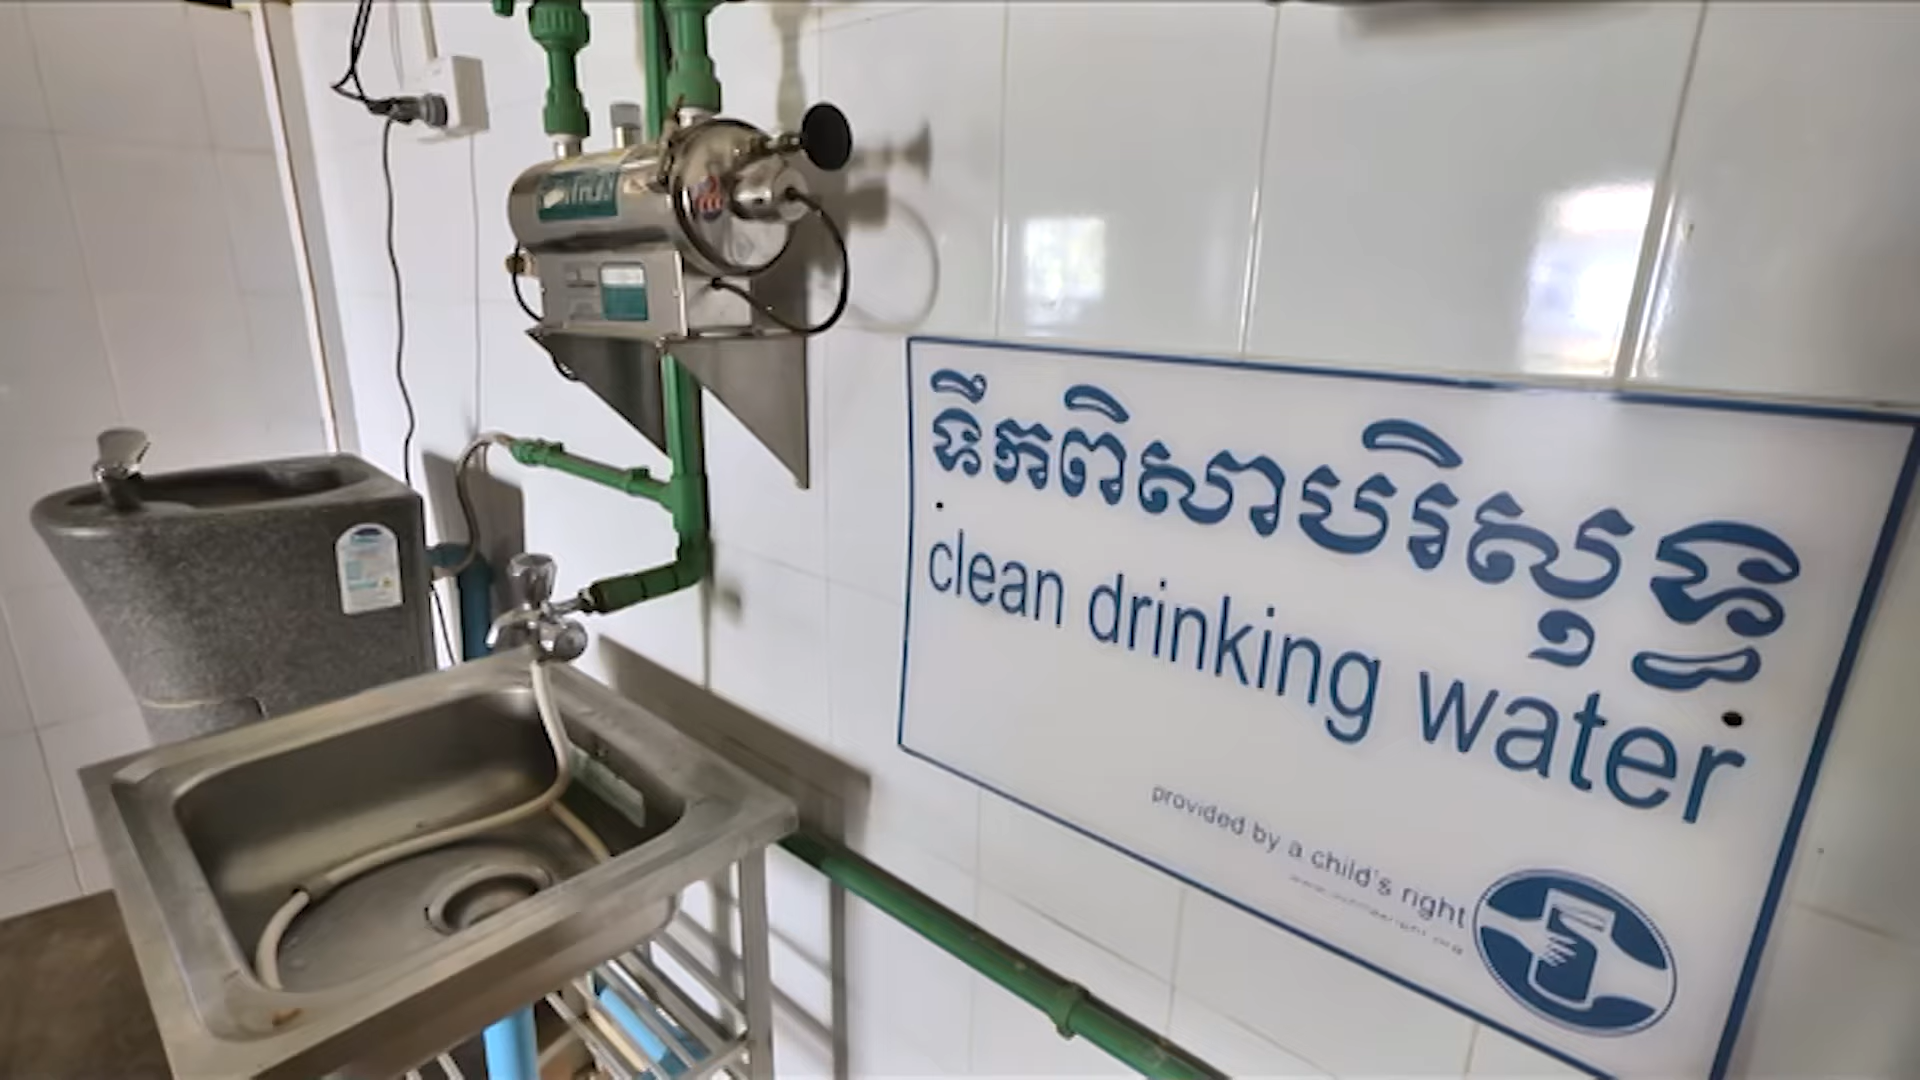 ទឹកពិសាបរិសុទ្ធ
clean drinking water
provided by a child's right